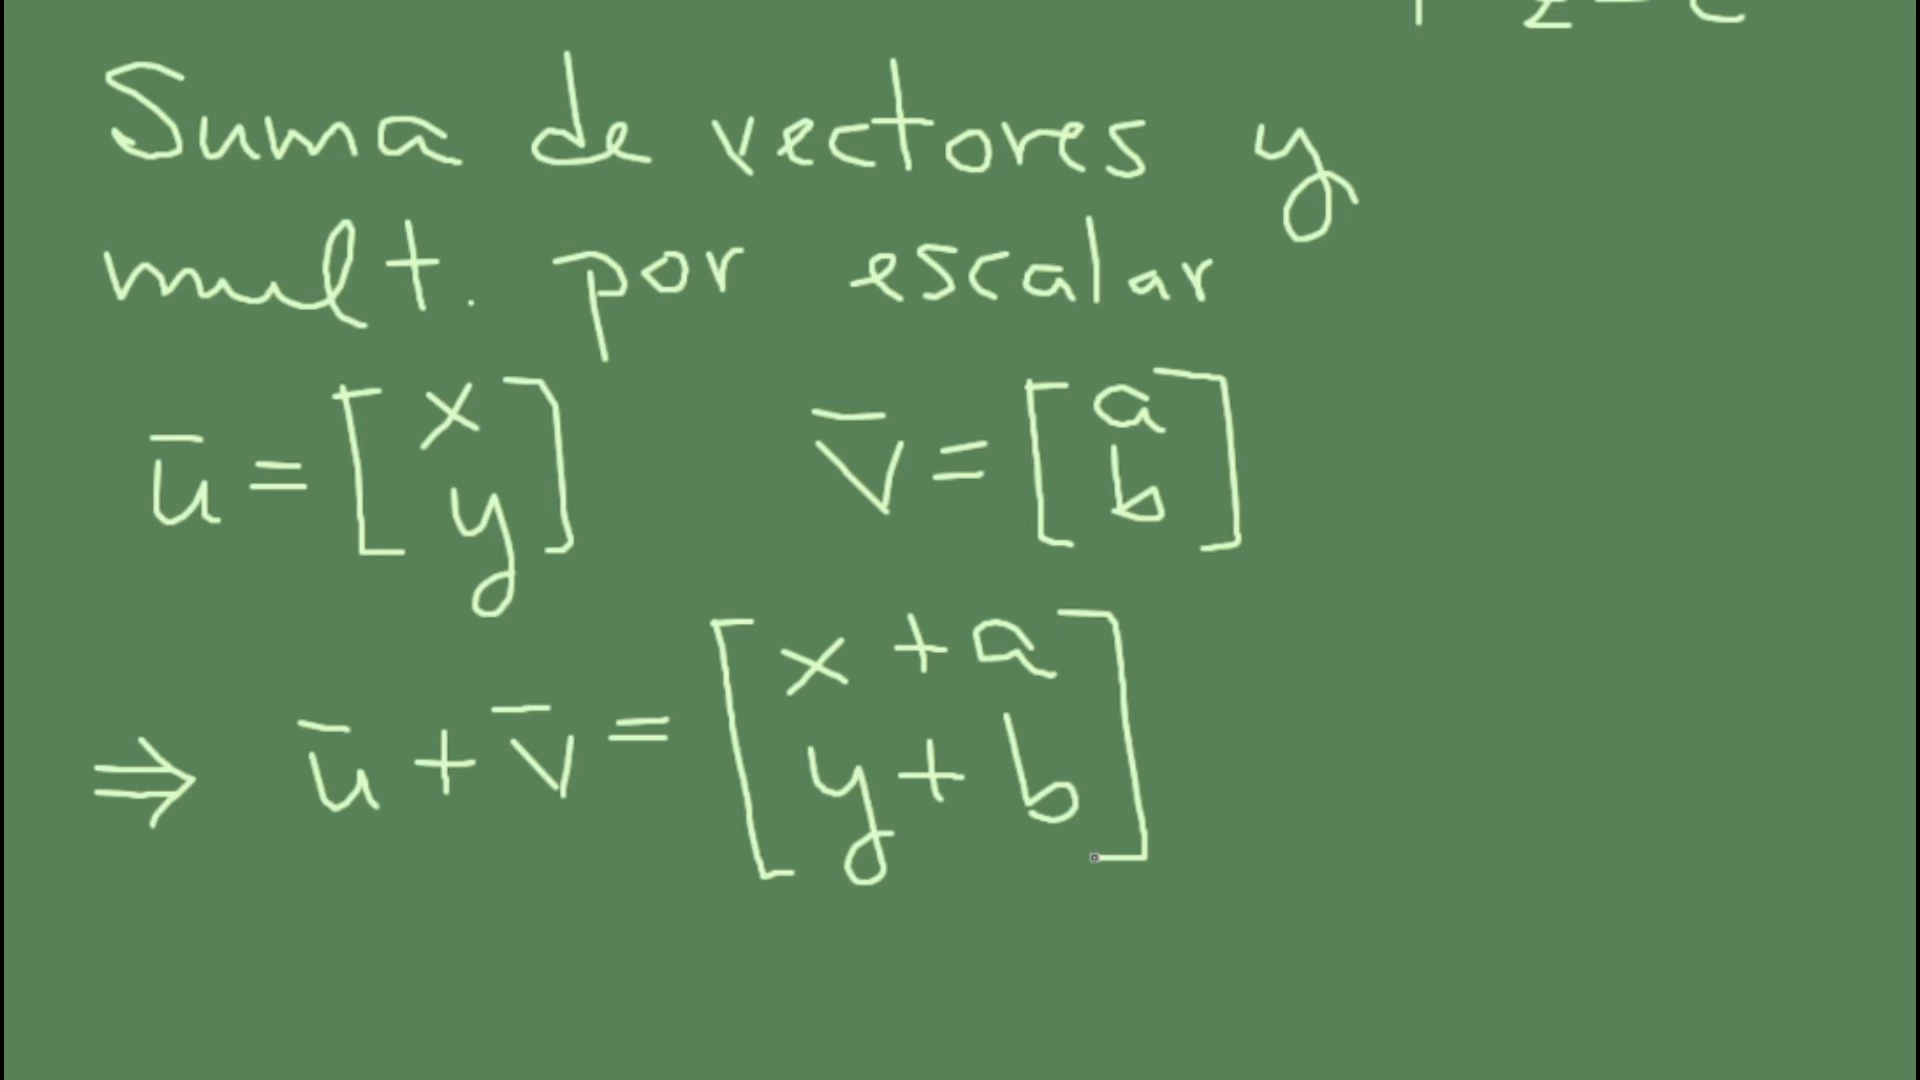 Suma de vectores y
mult. por escalar
ū = [x y] v̄ = [a b]
⇒ ū + v̄ = [x + a y + b]